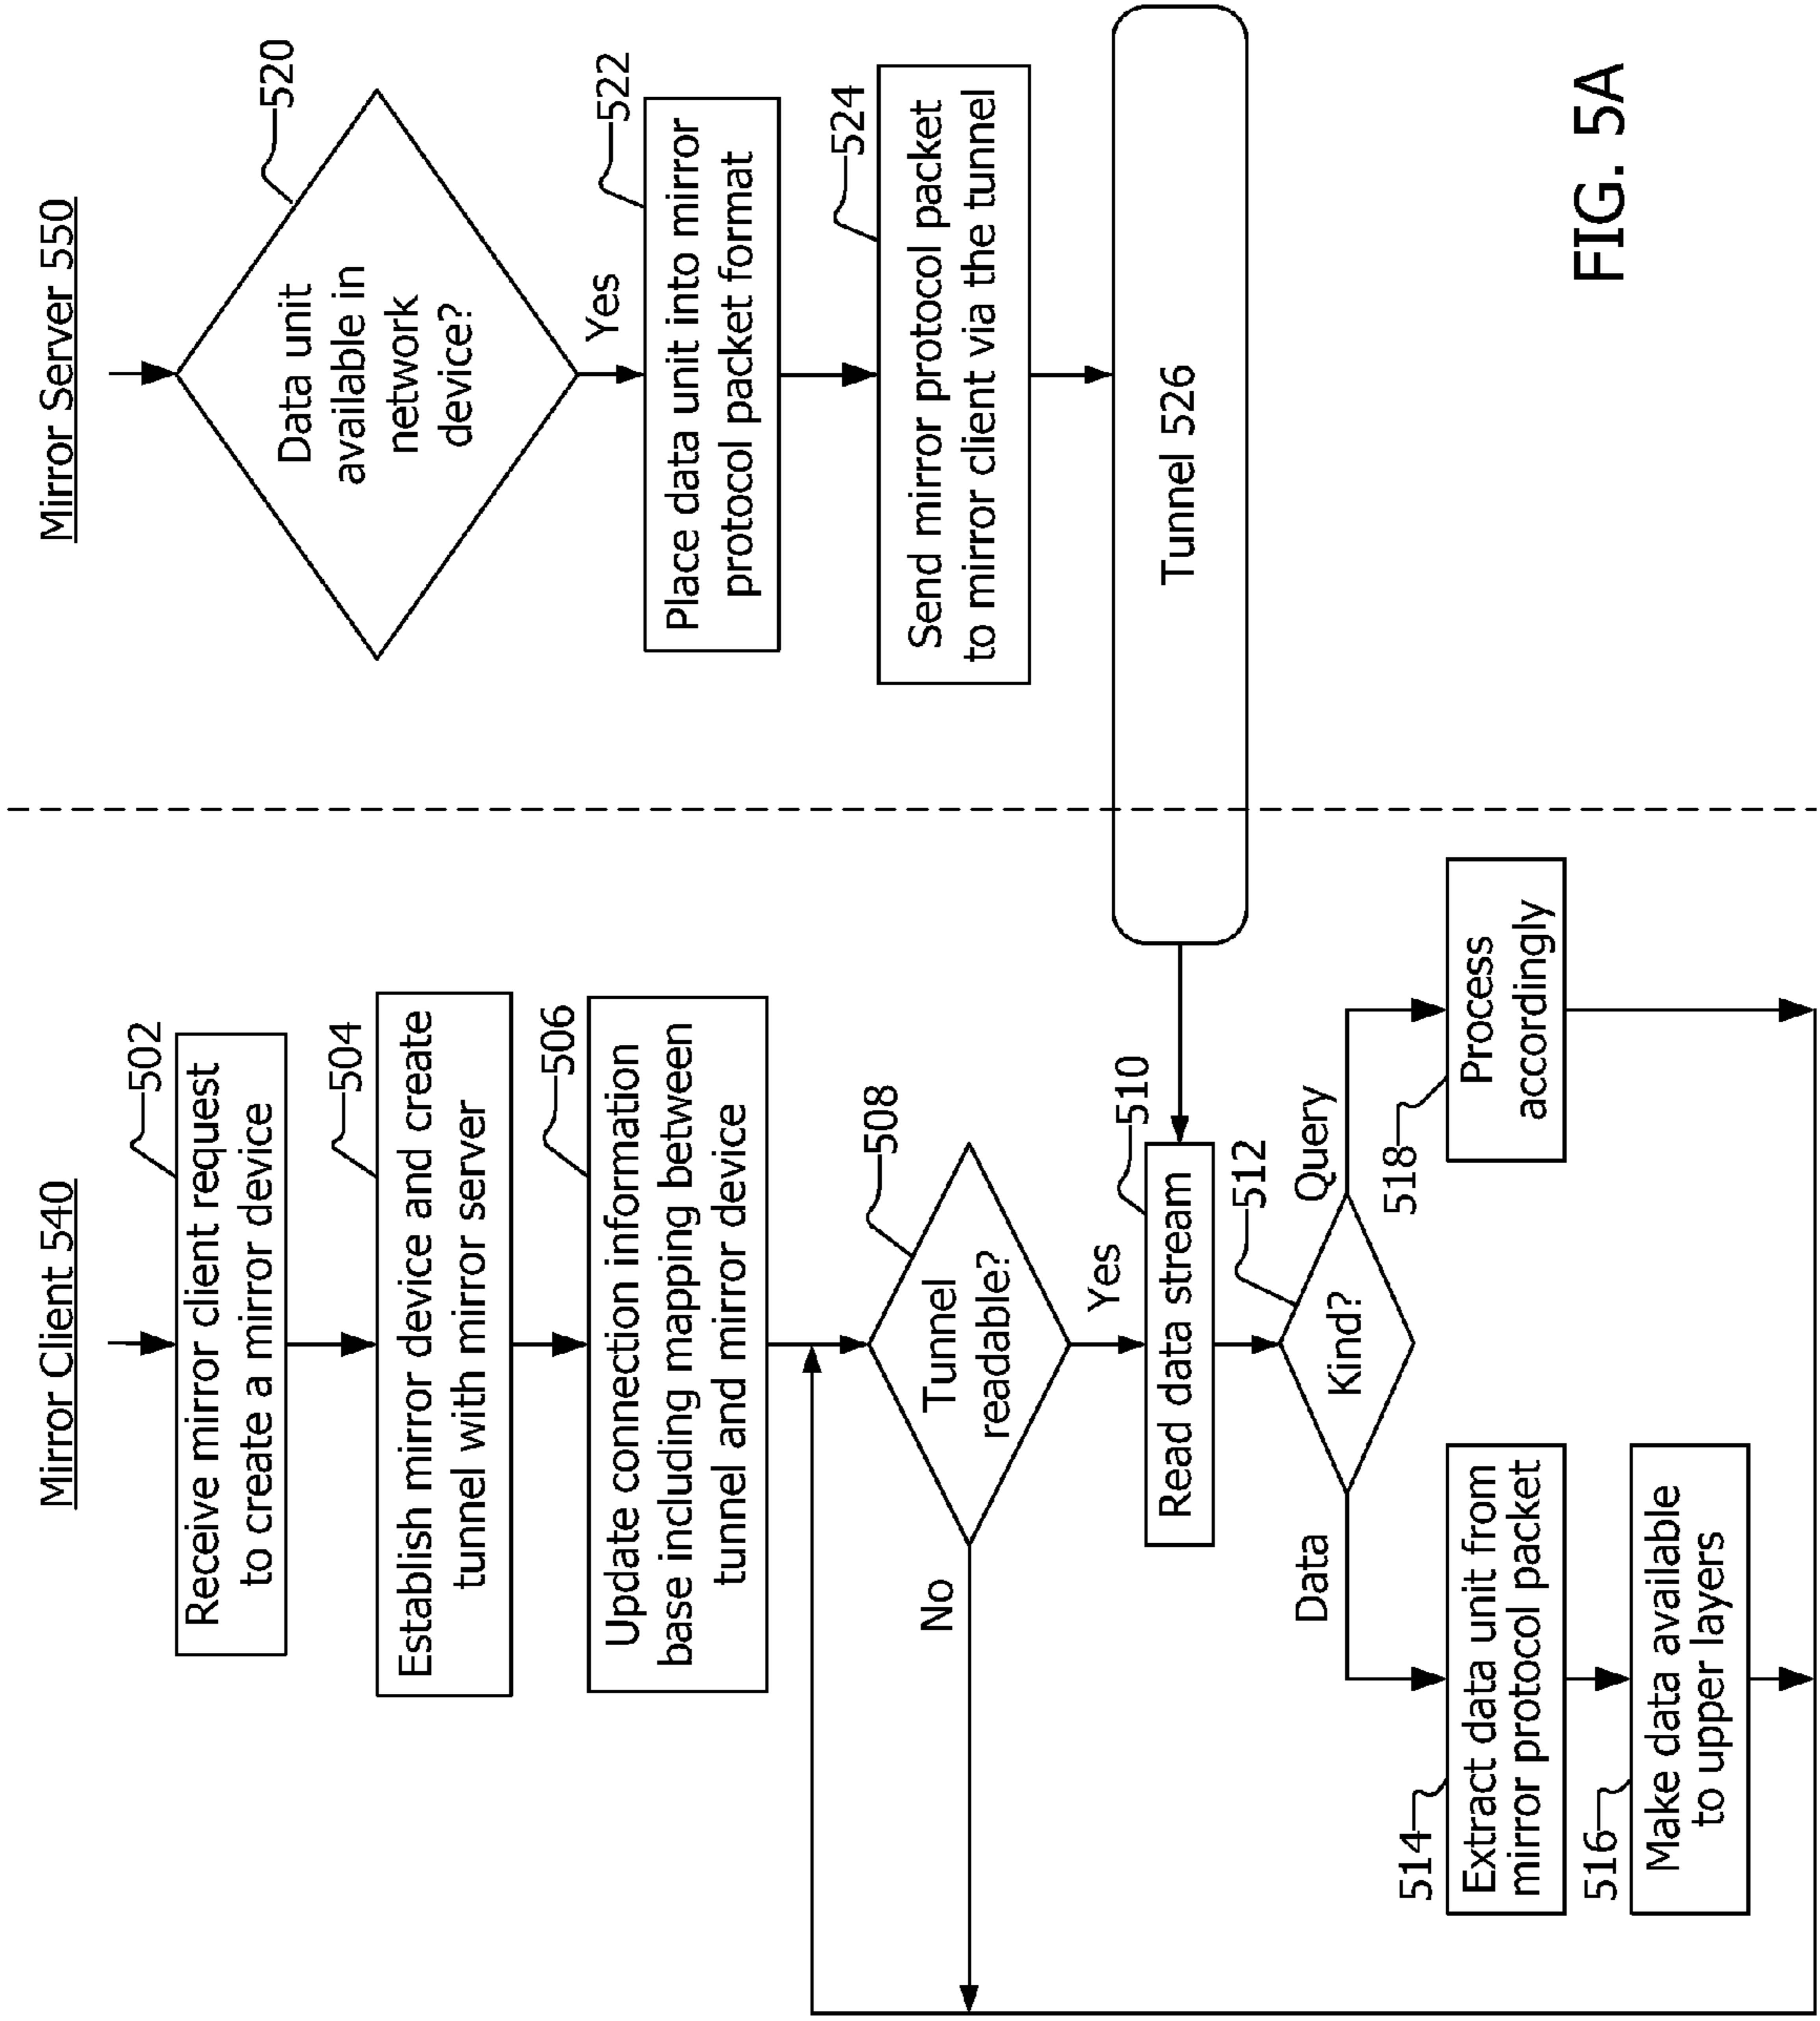 Mirror Client 540
502
Receive mirror client request
to create a mirror device
504
Establish mirror device and create
tunnel with mirror server
506
Update connection information
base including mapping between
tunnel and mirror device
508
Tunnel
readable?
No
Yes
510
Read data stream
512
Kind?
Data
Query
514
Extract data unit from
mirror protocol packet
516
Make data available
to upper layers
518
Process
accordingly
Mirror Server 550
520
Data unit
available in
network
device?
Yes
522
Place data unit into mirror
protocol packet format
524
Send mirror protocol packet
to mirror client via the tunnel
Tunnel 526
FIG. 5A